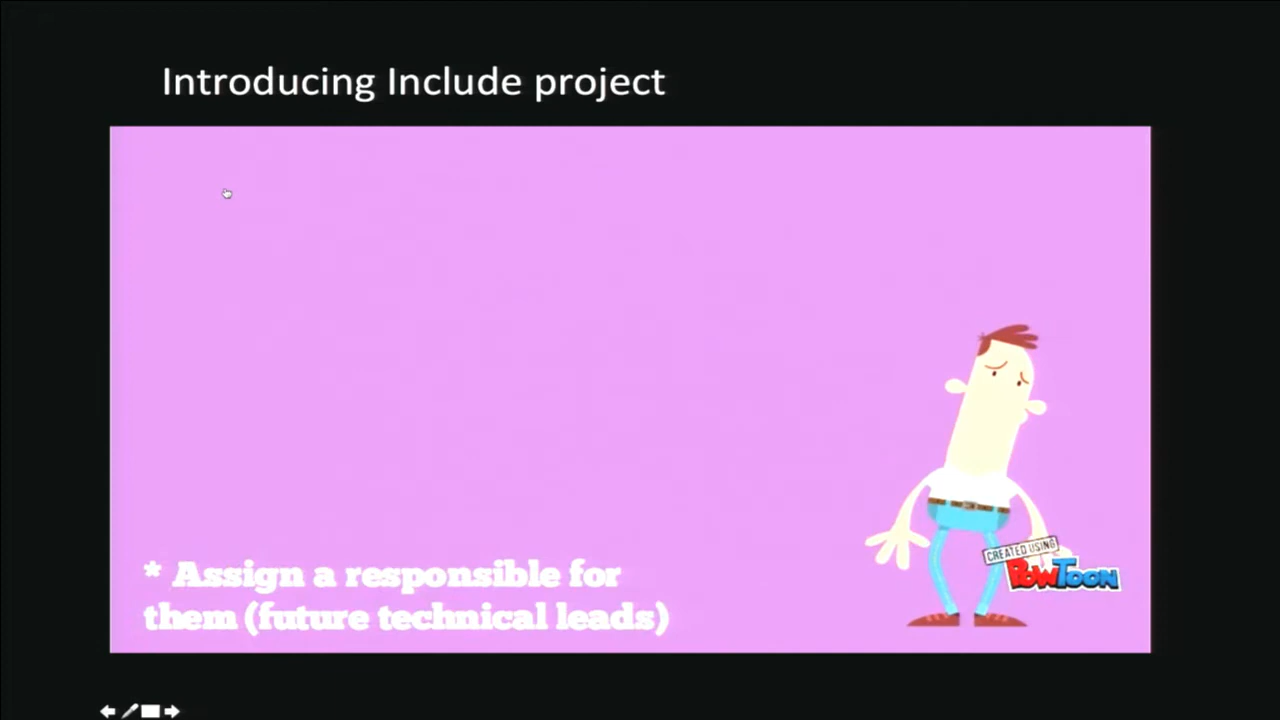 Introducing Include project
* Assign a responsible for
them (future technical leads)
CREATED USING
POWTOON